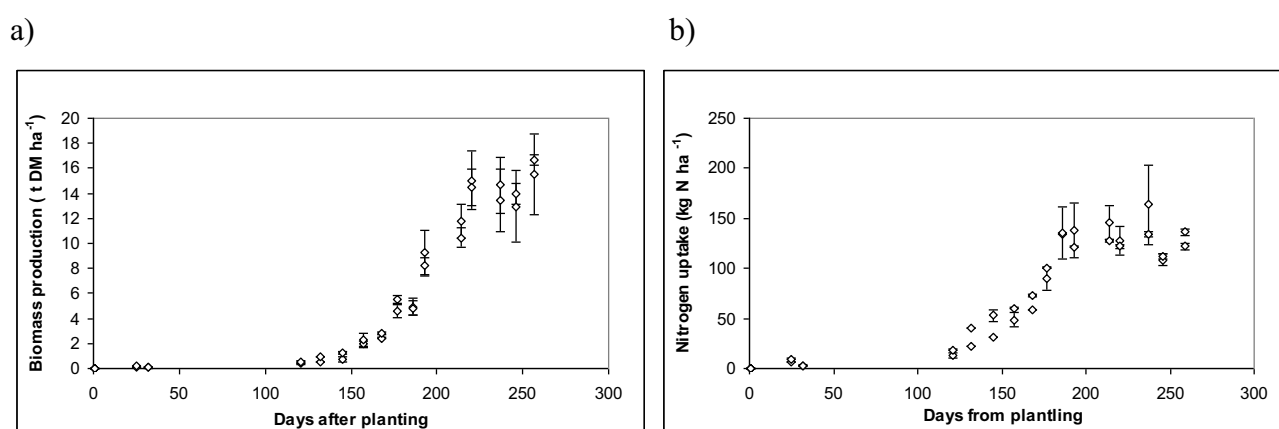 a)
b)
Biomass production ( t DM ha⁻¹)
20
18
16
14
12
10
8
6
4
2
0
0 50 100 150 200 250 300
Days after planting
Nitrogen uptake (kg N ha⁻¹)
250
200
150
100
50
0
0 50 100 150 200 250 300
Days from plantling